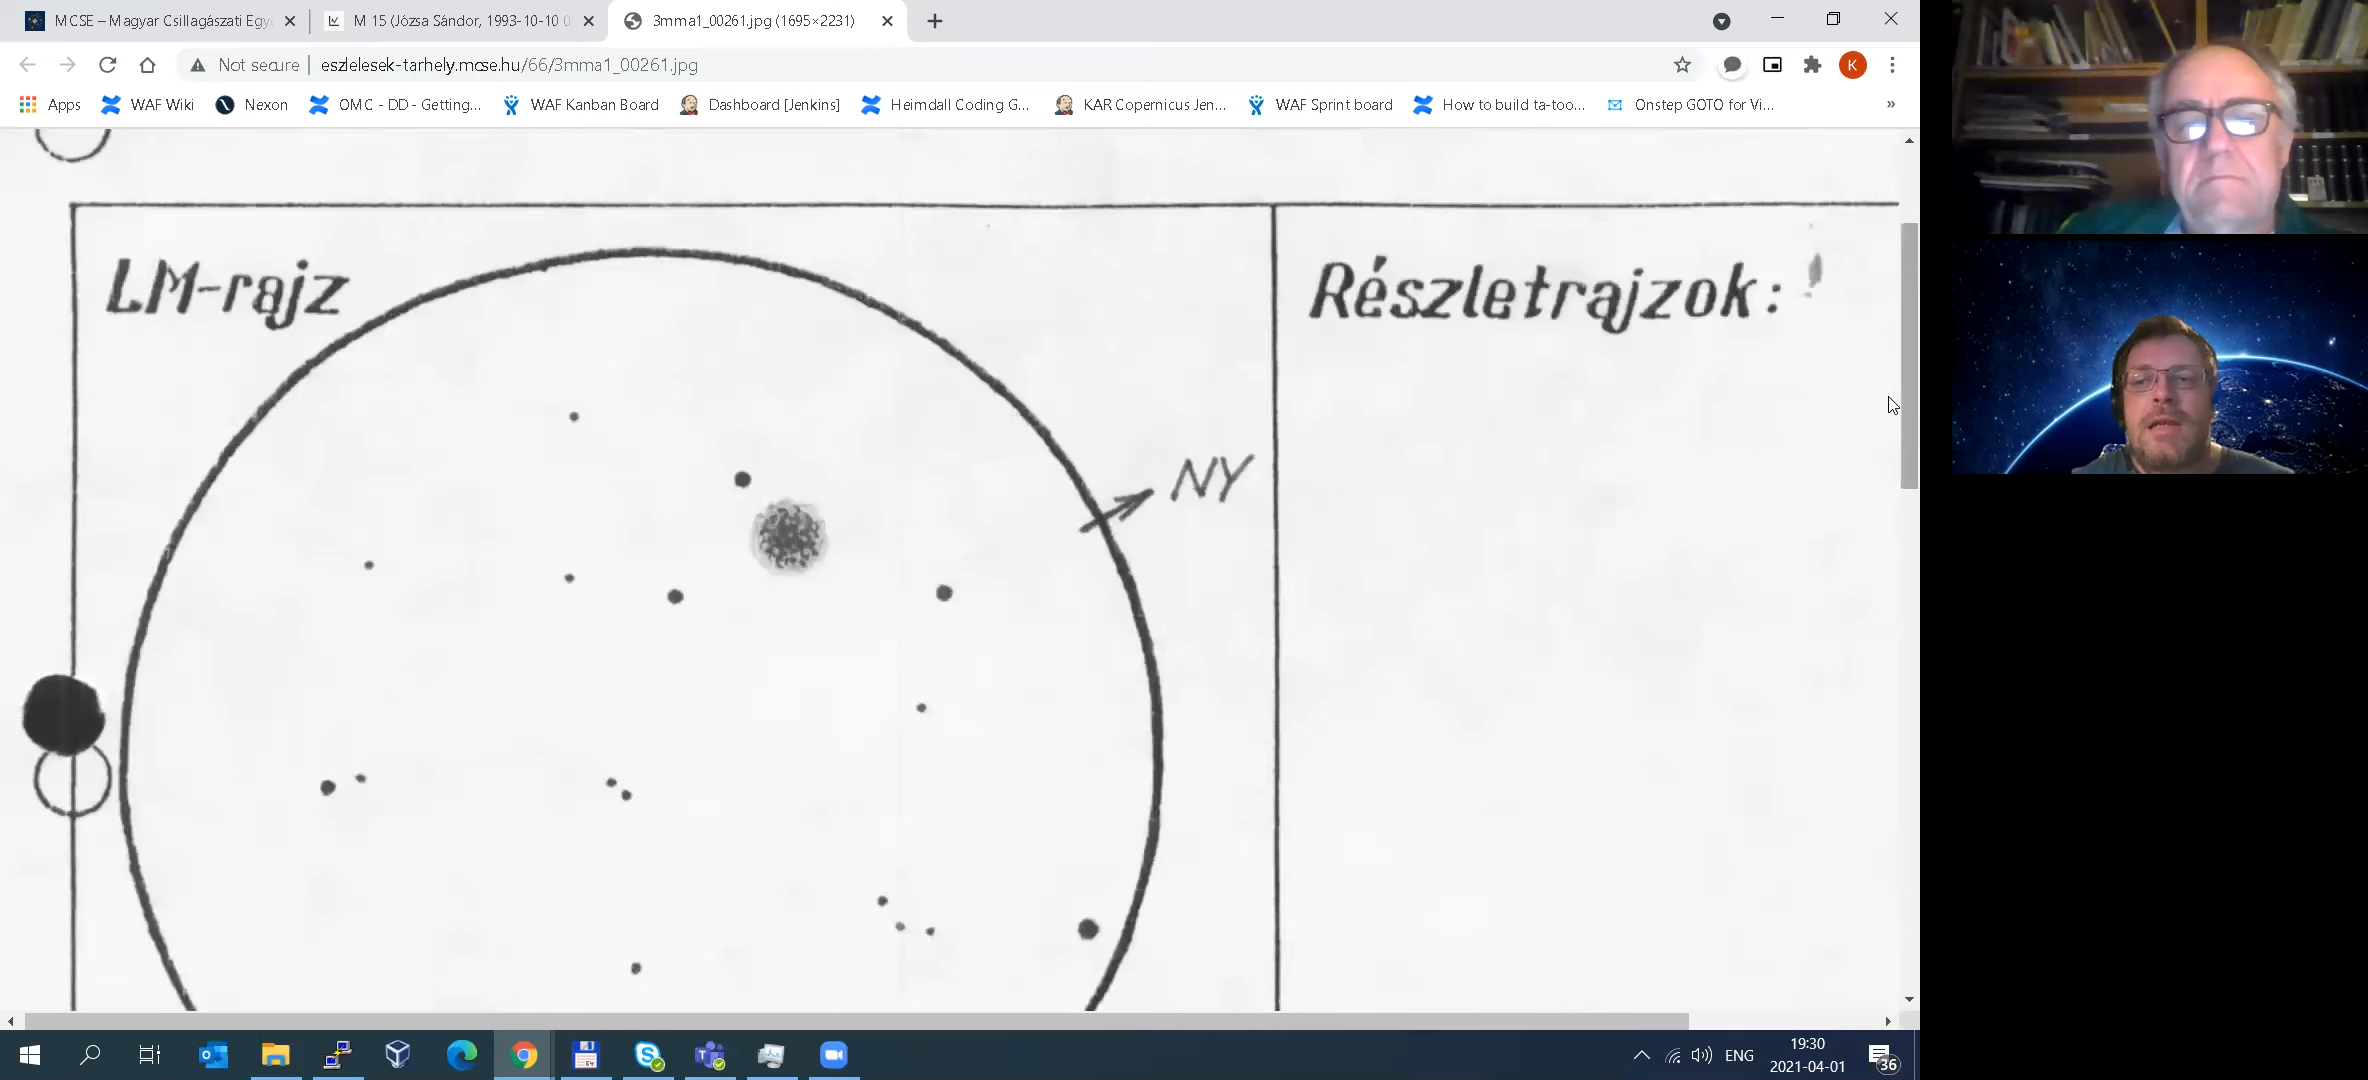 MCSE – Magyar Csillagászati Egy
M 15 (Józsa Sándor, 1993-10-10 0
3mma1_00261.jpg (1695×2231)
Not secure
eszlelesek-tarhely.mcse.hu/66/3mma1_00261.jpg
K
Apps
WAF Wiki
Nexon
OMC - DD - Getting...
WAF Kanban Board
Dashboard [Jenkins]
Heimdall Coding G...
KAR Copernicus Jen...
WAF Sprint board
How to build ta-too...
Onstep GOTO for Vi...
»
LM-rajz
Részletrajzok:
NY
ENG
19:30
2021-04-01
36